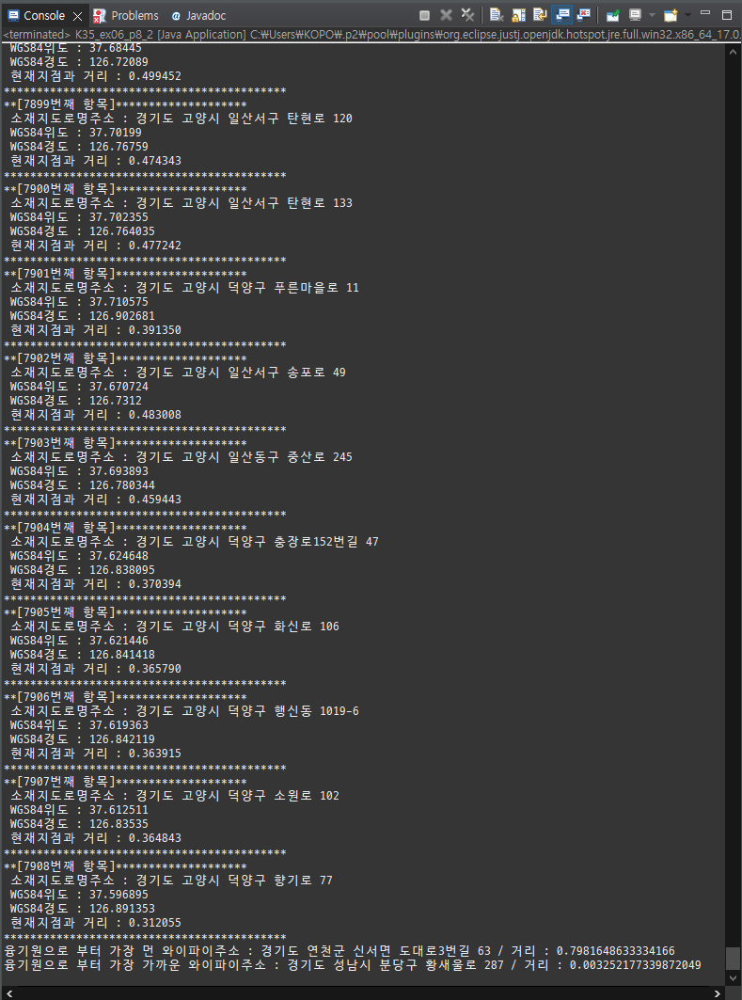 Console Problems @ Javadoc
<terminated> K35_ex06_p8_2 [Java Application] C:₩Users₩KOPO₩.p2₩pool₩plugins₩org.eclipse.justj.openjdk.hotspot.jre.full.win32.x86_64_17.0.
WGS84위도 : 37.68445
WGS84경도 : 126.72089
현재지점과 거리 : 0.499452
*******************************************
**[7899번째 항목]********************
소재지도로명주소 : 경기도 고양시 일산서구 탄현로 120
WGS84위도 : 37.70199
WGS84경도 : 126.76759
현재지점과 거리 : 0.474343
*******************************************
**[7900번째 항목]********************
소재지도로명주소 : 경기도 고양시 일산서구 탄현로 133
WGS84위도 : 37.702355
WGS84경도 : 126.764035
현재지점과 거리 : 0.477242
*******************************************
**[7901번째 항목]********************
소재지도로명주소 : 경기도 고양시 덕양구 푸른마을로 11
WGS84위도 : 37.710575
WGS84경도 : 126.902681
현재지점과 거리 : 0.391350
*******************************************
**[7902번째 항목]********************
소재지도로명주소 : 경기도 고양시 일산서구 송포로 49
WGS84위도 : 37.670724
WGS84경도 : 126.7312
현재지점과 거리 : 0.483008
*******************************************
**[7903번째 항목]********************
소재지도로명주소 : 경기도 고양시 일산동구 중산로 245
WGS84위도 : 37.693893
WGS84경도 : 126.780344
현재지점과 거리 : 0.459443
*******************************************
**[7904번째 항목]********************
소재지도로명주소 : 경기도 고양시 덕양구 충장로152번길 47
WGS84위도 : 37.624648
WGS84경도 : 126.838095
현재지점과 거리 : 0.370394
*******************************************
**[7905번째 항목]********************
소재지도로명주소 : 경기도 고양시 덕양구 화신로 106
WGS84위도 : 37.621446
WGS84경도 : 126.841418
현재지점과 거리 : 0.365790
*******************************************
**[7906번째 항목]********************
소재지도로명주소 : 경기도 고양시 덕양구 행신동 1019-6
WGS84위도 : 37.619363
WGS84경도 : 126.842119
현재지점과 거리 : 0.363915
*******************************************
**[7907번째 항목]********************
소재지도로명주소 : 경기도 고양시 덕양구 소원로 102
WGS84위도 : 37.612511
WGS84경도 : 126.83535
현재지점과 거리 : 0.364843
*******************************************
**[7908번째 항목]********************
소재지도로명주소 : 경기도 고양시 덕양구 향기로 77
WGS84위도 : 37.596895
WGS84경도 : 126.891353
현재지점과 거리 : 0.312055
*******************************************
융기원으로 부터 가장 먼 와이파이주소 : 경기도 연천군 신서면 도대로3번길 63 / 거리 : 0.7981648633334166
융기원으로 부터 가장 가까운 와이파이주소 : 경기도 성남시 분당구 황새울로 287 / 거리 : 0.003252177339872049